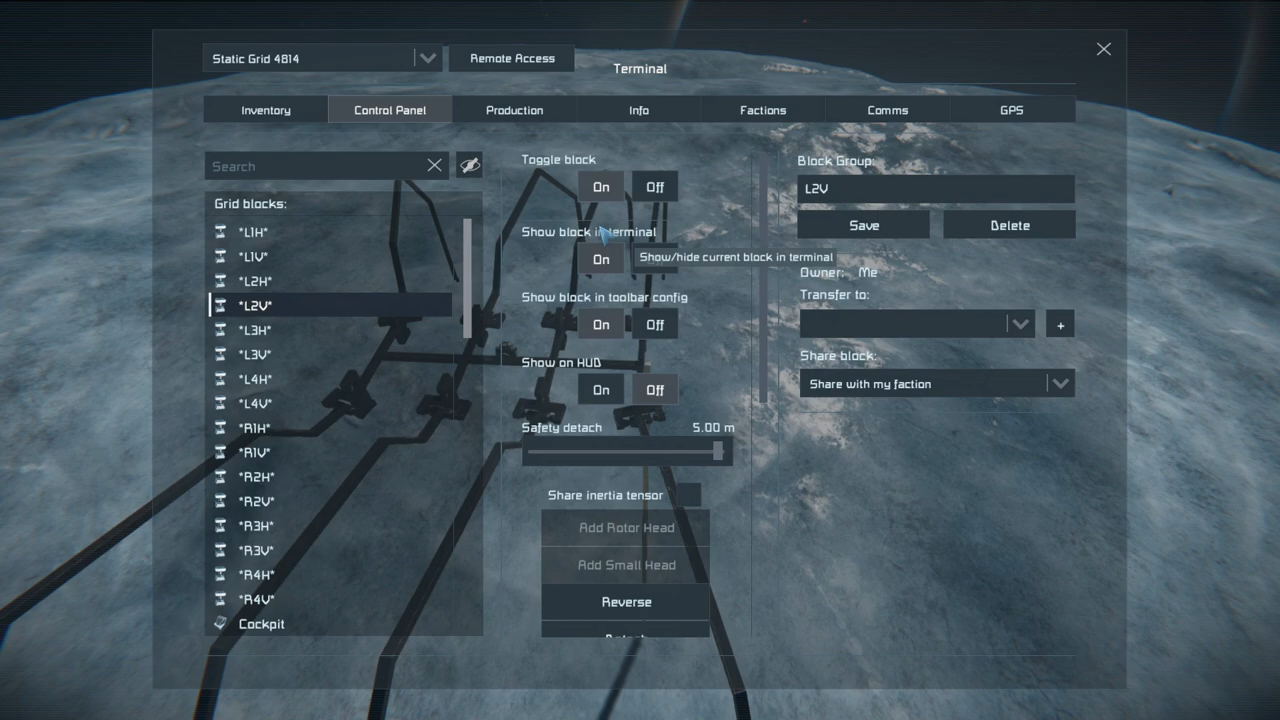 Static Grid 4814
Remote Access
Terminal
Inventory
Control Panel
Production
Info
Factions
Comms
GPS
Search
Grid blocks:
*L1H*
*L1V*
*L2H*
*L2V*
*L3H*
*L3V*
*L4H*
*L4V*
*R1H*
*R1V*
*R2H*
*R2V*
*R3H*
*R3V*
*R4H*
*R4V*
Cockpit
Toggle block
On Off
Show block in terminal
On
Show/hide current block in terminal
Show block in toolbar config
On Off
Show on HUD
On Off
Safety detach 5.00 m
Share inertia tensor
Add Rotor Head
Add Small Head
Reverse
Block Group:
L2V
Save Delete
Owner: Me
Transfer to:
+
Share block:
Share with my faction